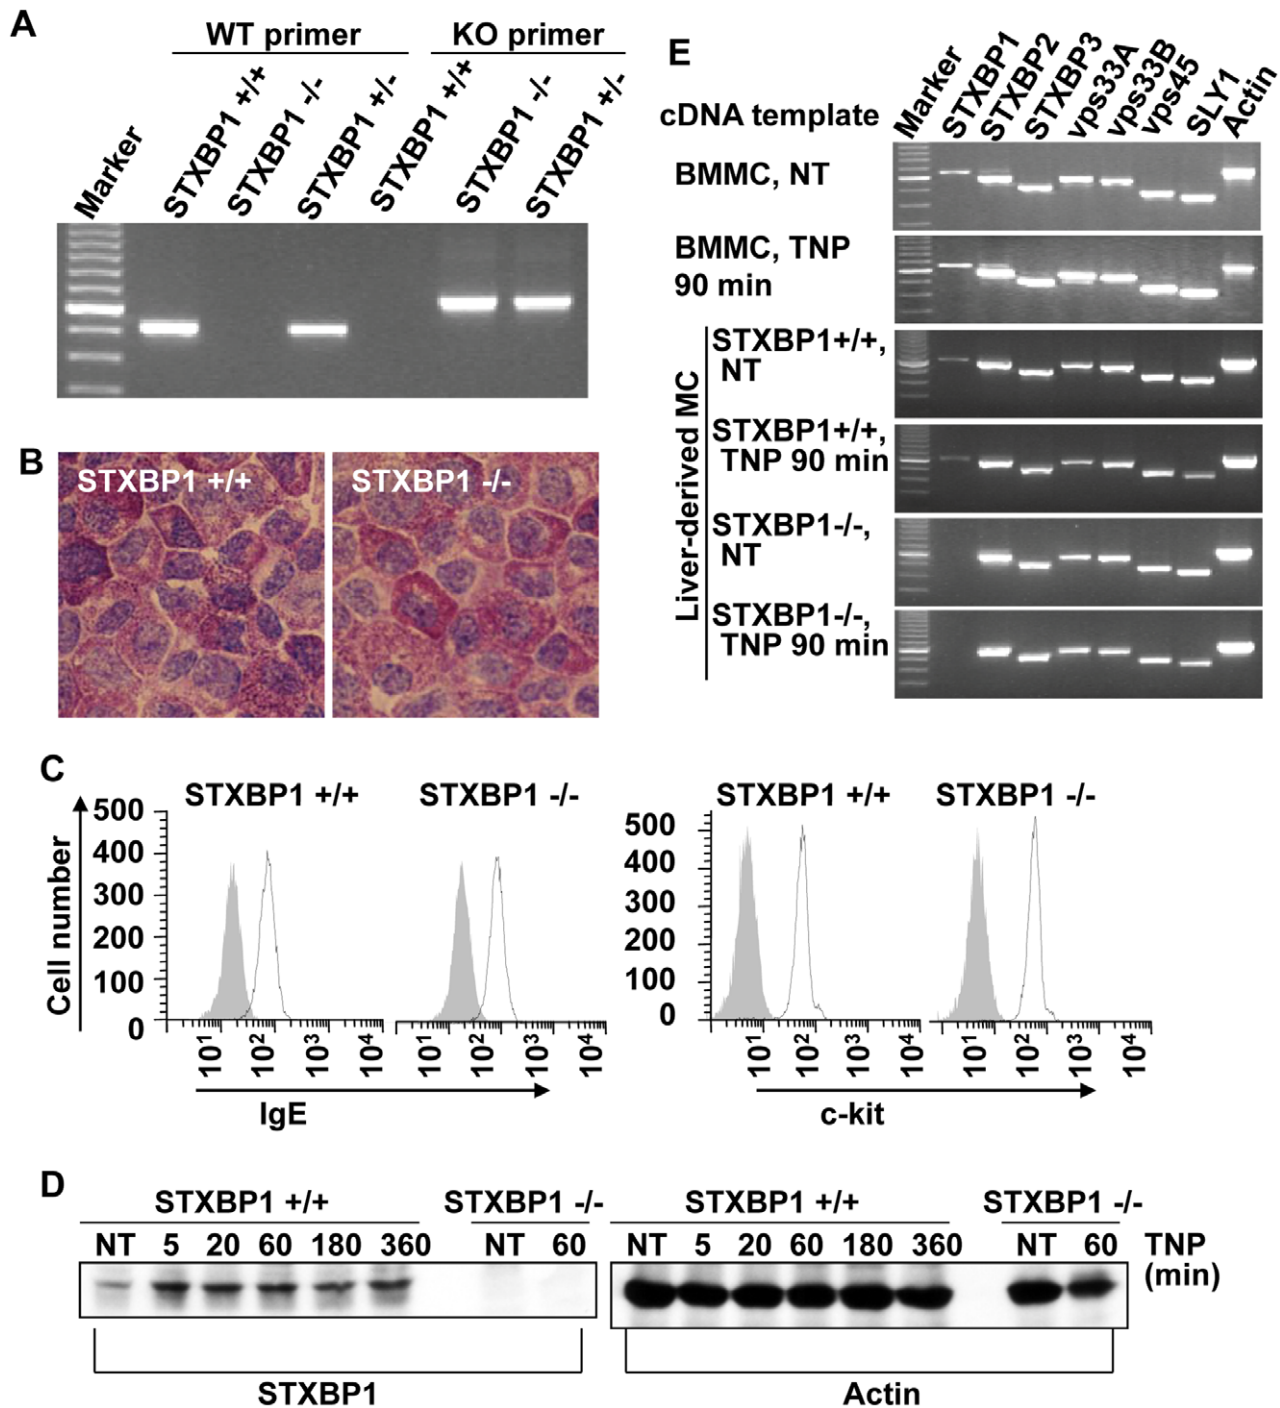 A
WT primer
KO primer
Marker
STXBP1 +/+
STXBP1 -/-
STXBP1 +/-
STXBP1 +/+
STXBP1 -/-
STXBP1 +/-
B
STXBP1 +/+
STXBP1 -/-
E
cDNA template
Marker
STXBP1
STXBP2
STXBP3
vps33A
vps33B
vps45
SLY1
Actin
BMMC, NT
BMMC, TNP
90 min
Liver-derived MC
STXBP1+/+,
NT
STXBP1+/+,
TNP 90 min
STXBP1-/-,
NT
STXBP1-/-,
TNP 90 min
C
STXBP1 +/+
STXBP1 -/-
STXBP1 +/+
STXBP1 -/-
Cell number
500
400
300
200
100
0
500
400
300
200
100
0
10¹ 10² 10³ 10⁴
10¹ 10² 10³ 10⁴
10¹ 10² 10³ 10⁴
10¹ 10² 10³ 10⁴
IgE
c-kit
D
STXBP1 +/+
STXBP1 -/-
STXBP1 +/+
STXBP1 -/-
NT 5 20 60 180 360
NT 60
NT 5 20 60 180 360
NT 60
TNP
(min)
STXBP1
Actin